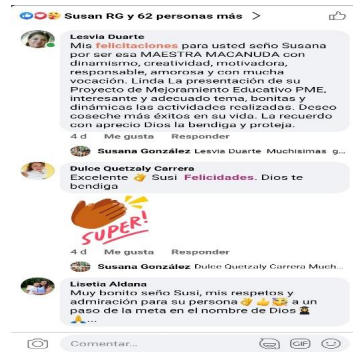 Susan RG y 62 personas más
Lesvia Duarte
Mis felicitaciones para usted seño Susana
por ser esa MAESTRA MACANUDA con
dinamismo, creatividad, motivadora,
responsable, amorosa y con mucha
vocación. Linda La presentación de su
Proyecto de Mejoramiento Educativo PME,
interesante y adecuado tema, bonitas y
dinámicas las actividades realizadas. Deseo
coseche más éxitos en su vida. La recuerdo
con aprecio Dios la bendiga y proteja.
4 d Me gusta Responder
Susana González Lesvia Duarte Muchisimas g...
Dulce Quetzaly Carrera
Excelente 👏 Susi Felicidades. Dios te
bendiga
SUPER!
4 d Me gusta Responder
Susana González Dulce Quetzaly Carrera Much...
Lisetia Aldana
Muy bonito seño Susi, mis respetos y
admiración para su persona 👏👍🥰 a un
paso de la meta en el nombre de Dios 👩‍🎓
🙏...
Comentar...
GIF